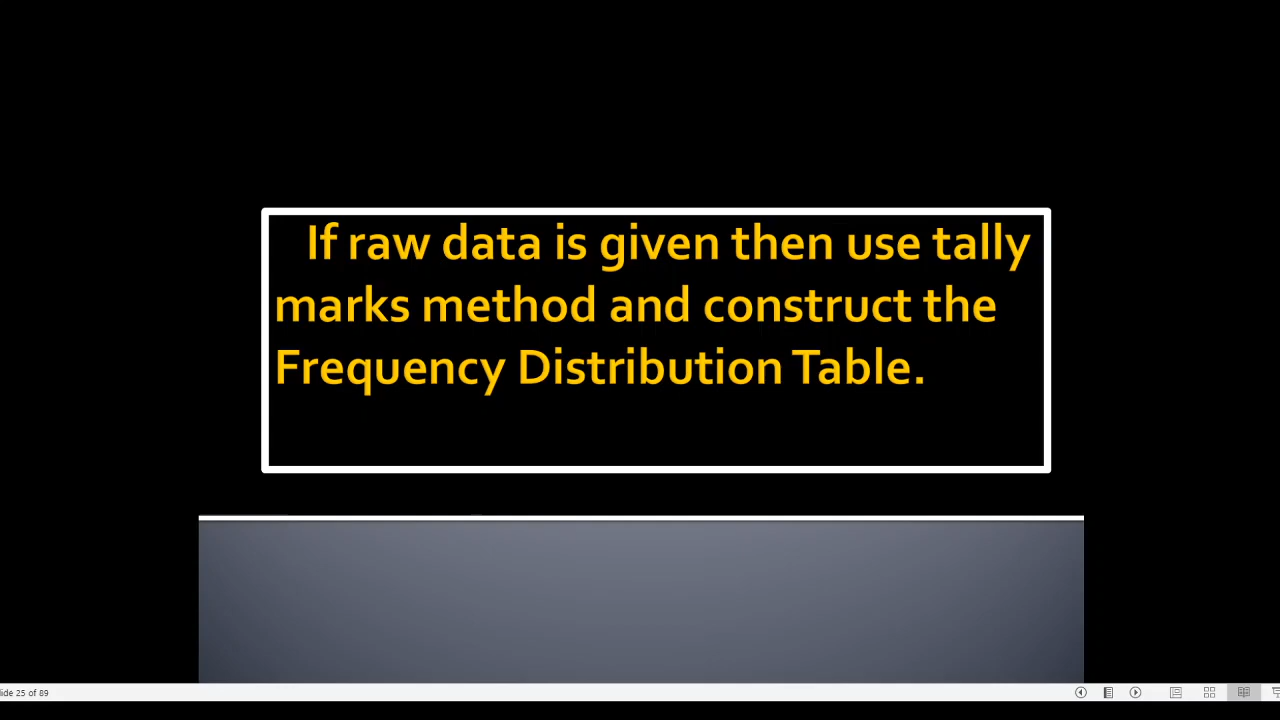 If raw data is given then use tally
marks method and construct the
Frequency Distribution Table.
lide 25 of 89